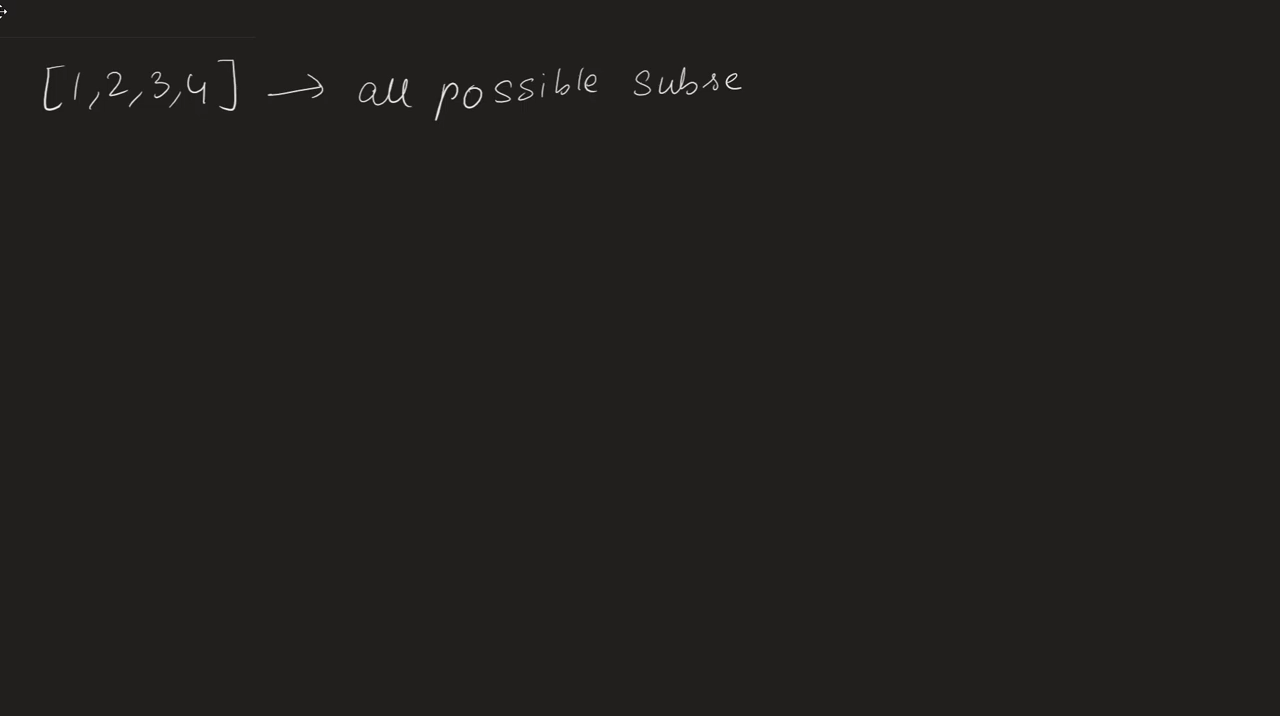 [1,2,3,4] → all possible subse